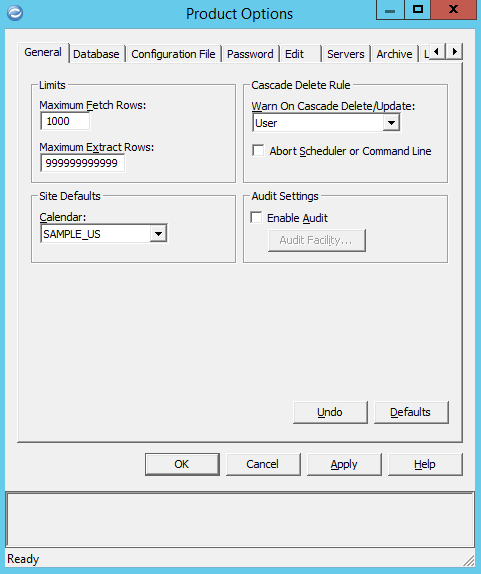 Product Options
General Database Configuration File Password Edit Servers Archive L
Limits
Maximum Fetch Rows:
1000
Maximum Extract Rows:
999999999999
Cascade Delete Rule
Warn On Cascade Delete/Update:
User
Abort Scheduler or Command Line
Site Defaults
Calendar:
SAMPLE_US
Audit Settings
Enable Audit
Audit Facility...
Undo Defaults
OK Cancel Apply Help
Ready